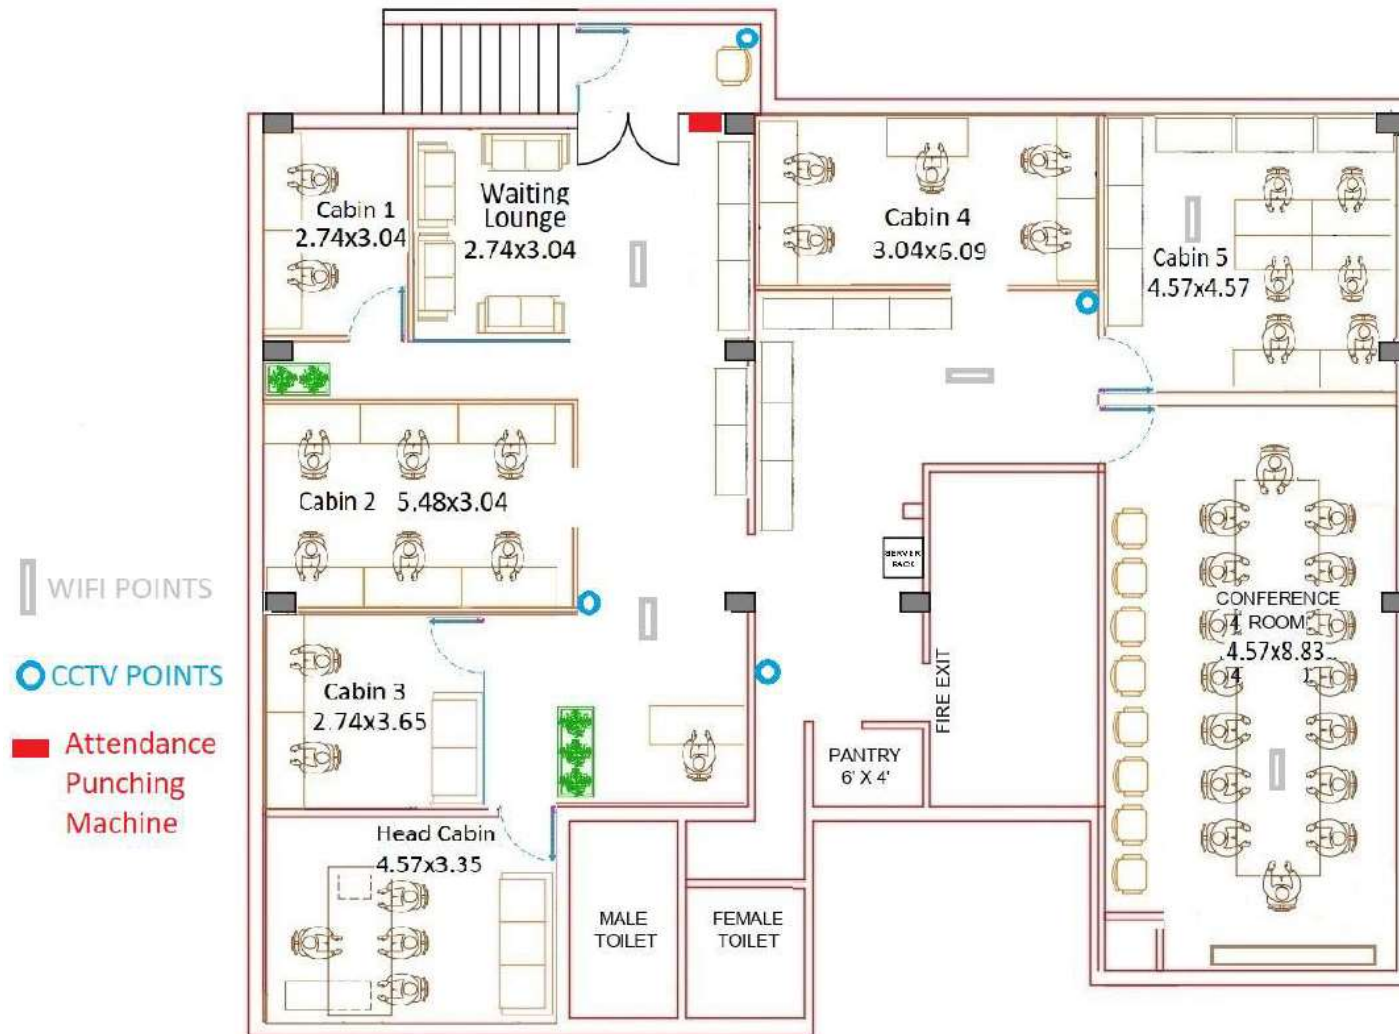 Cabin 1
2.74x3.04
Waiting
Lounge
2.74x3.04
Cabin 4
3.04x6.09
Cabin 5
4.57x4.57
Cabin 2 5.48x3.04
SERVER
RACK
WIFI POINTS
CCTV POINTS
Attendance
Punching
Machine
Cabin 3
2.74x3.65
CONFERENCE
ROOM
4.57x8.83
FIRE EXIT
PANTRY
6' X 4'
Head Cabin
4.57x3.35
MALE
TOILET
FEMALE
TOILET